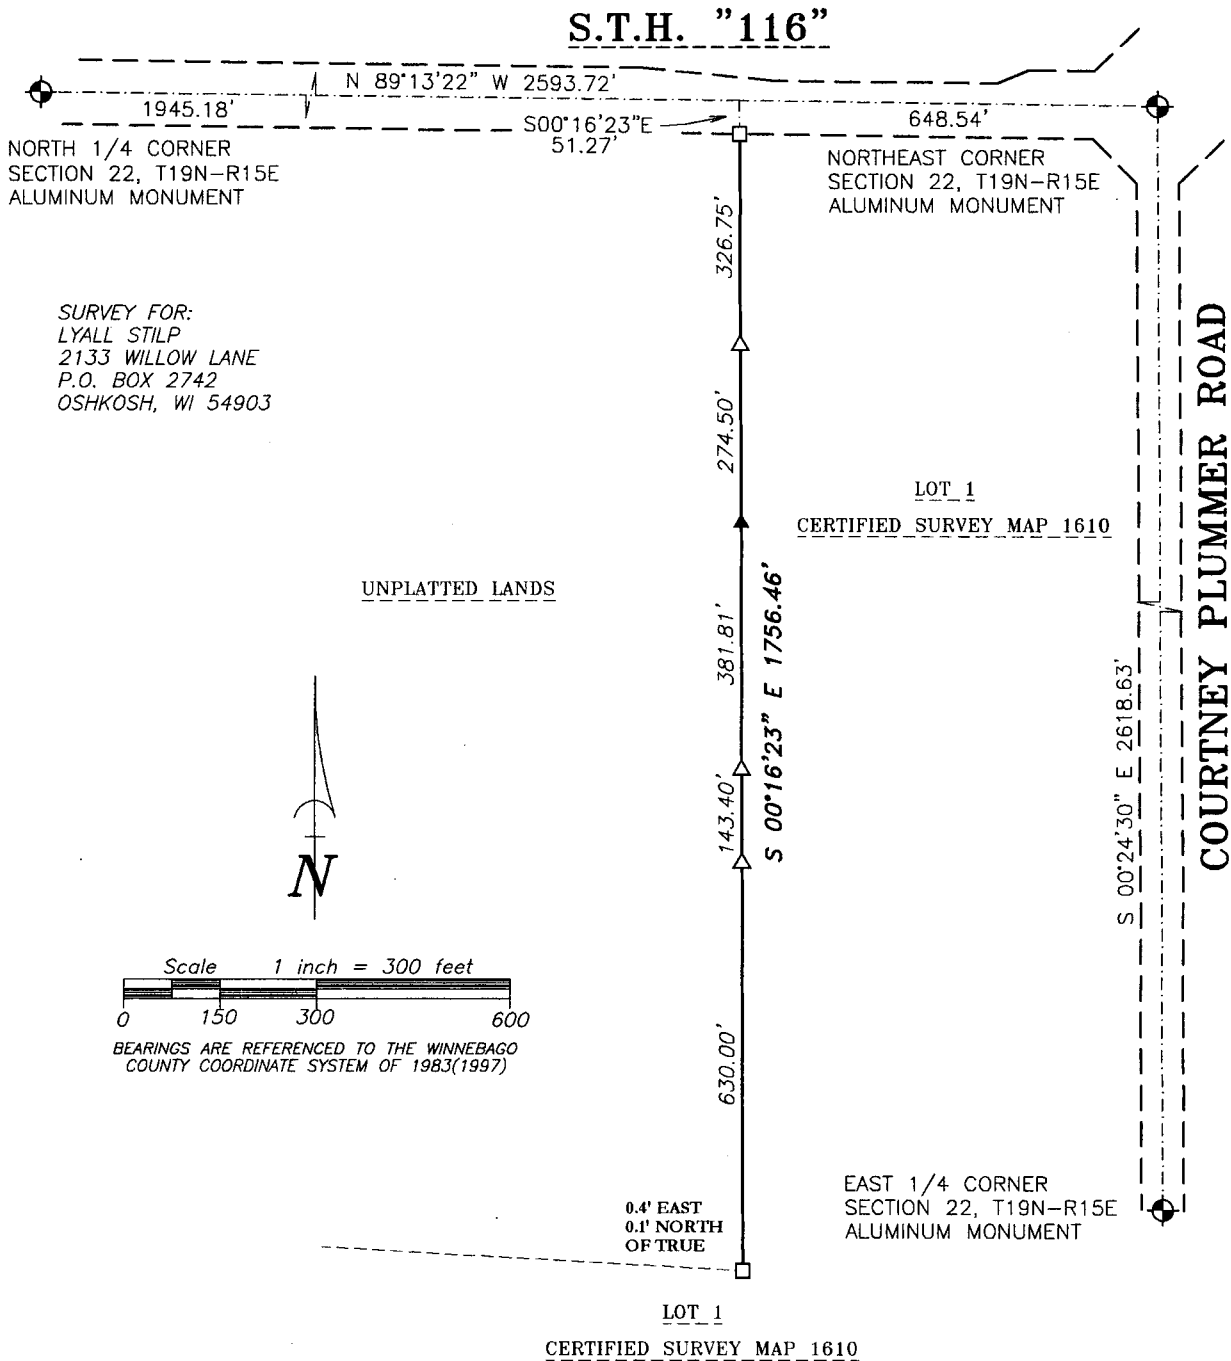 S.T.H. "116"
N 89°13'22" W 2593.72'
1945.18'
S00°16'23"E
51.27'
648.54'
NORTH 1/4 CORNER
SECTION 22, T19N-R15E
ALUMINUM MONUMENT
NORTHEAST CORNER
SECTION 22, T19N-R15E
ALUMINUM MONUMENT
326.75'
SURVEY FOR:
LYALL STILP
2133 WILLOW LANE
P.O. BOX 2742
OSHKOSH, WI 54903
274.50'
LOT 1
CERTIFIED SURVEY MAP 1610
COURTNEY PLUMMER ROAD
UNPLATTED LANDS
381.81'
S 00°16'23" E 1756.46'
S 00°24'30" E 2618.63'
143.40'
N
Scale 1 inch = 300 feet
0 150 300 600
BEARINGS ARE REFERENCED TO THE WINNEBAGO
COUNTY COORDINATE SYSTEM OF 1983(1997)
630.00'
0.4' EAST
0.1' NORTH
OF TRUE
EAST 1/4 CORNER
SECTION 22, T19N-R15E
ALUMINUM MONUMENT
LOT 1
CERTIFIED SURVEY MAP 1610